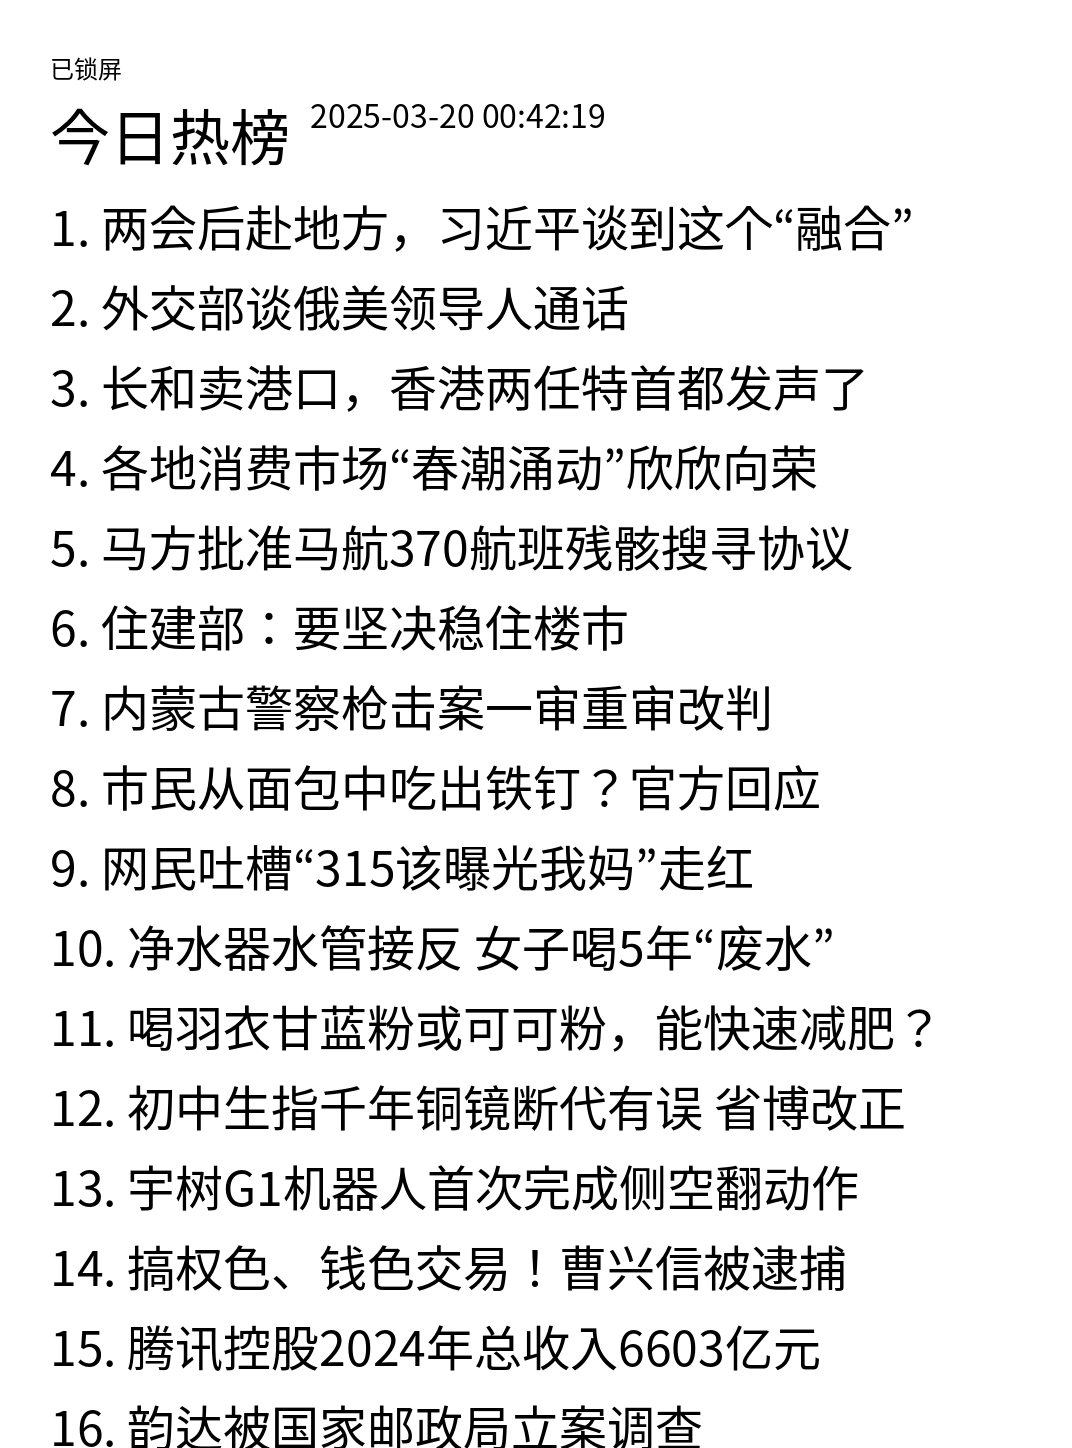 已锁屏
今日热榜 2025-03-20 00:42:19
1. 两会后赴地方，习近平谈到这个“融合”
2. 外交部谈俄美领导人通话
3. 长和卖港口，香港两任特首都发声了
4. 各地消费市场“春潮涌动”欣欣向荣
5. 马方批准马航370航班残骸搜寻协议
6. 住建部：要坚决稳住楼市
7. 内蒙古警察枪击案一审重审改判
8. 市民从面包中吃出铁钉？官方回应
9. 网民吐槽“315该曝光我妈”走红
10. 净水器水管接反 女子喝5年“废水”
11. 喝羽衣甘蓝粉或可可粉，能快速减肥？
12. 初中生指千年铜镜断代有误 省博改正
13. 宇树G1机器人首次完成侧空翻动作
14. 搞权色、钱色交易！曹兴信被逮捕
15. 腾讯控股2024年总收入6603亿元
16. 韵达被国家邮政局立案调查